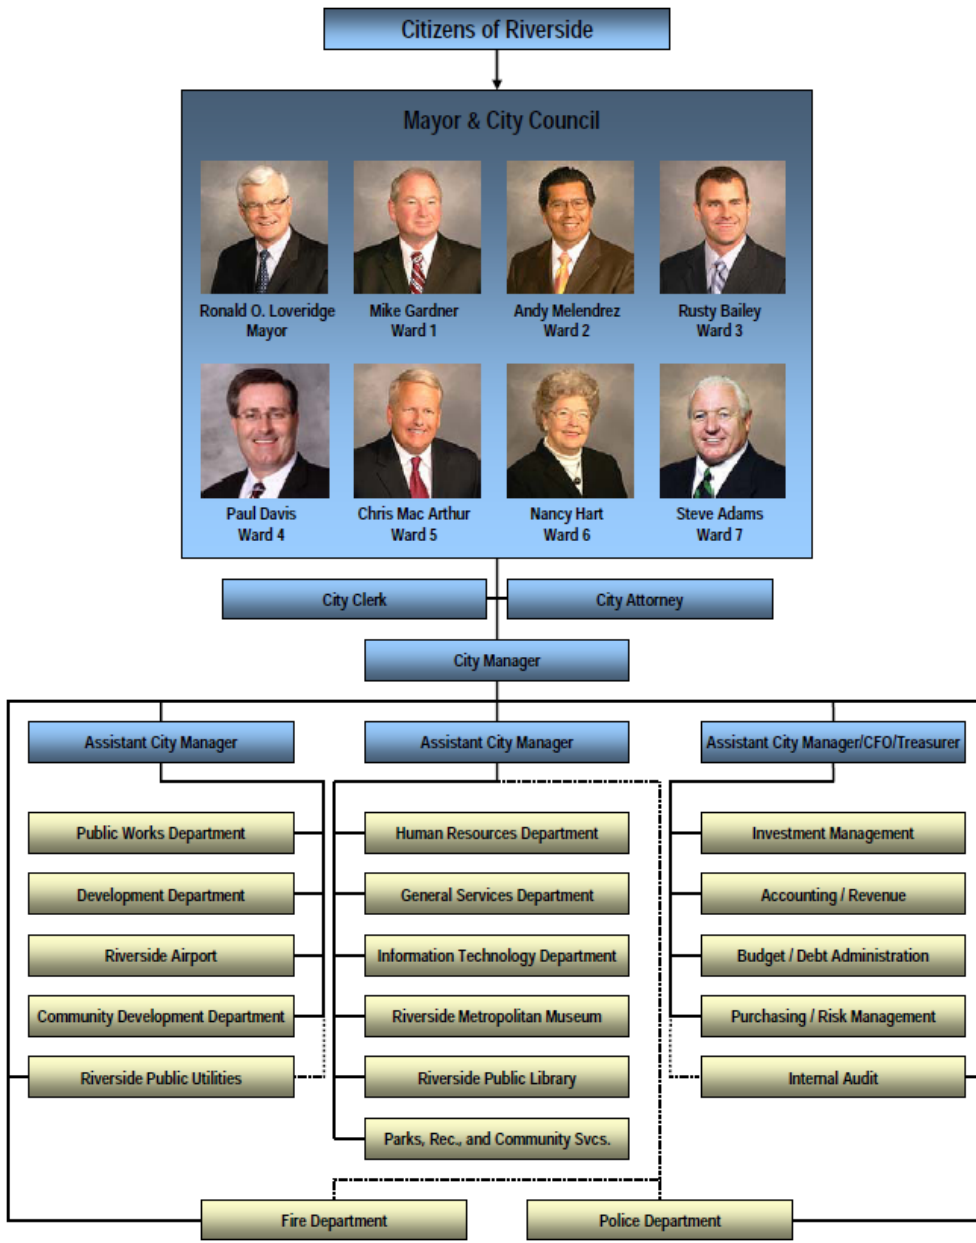 Citizens of Riverside
Mayor & City Council
Ronald O. Loveridge
Mayor
Mike Gardner
Ward 1
Andy Melendrez
Ward 2
Rusty Bailey
Ward 3
Paul Davis
Ward 4
Chris Mac Arthur
Ward 5
Nancy Hart
Ward 6
Steve Adams
Ward 7
City Clerk
City Attorney
City Manager
Assistant City Manager
Assistant City Manager
Assistant City Manager/CFO/Treasurer
Public Works Department
Human Resources Department
Investment Management
Development Department
General Services Department
Accounting / Revenue
Riverside Airport
Information Technology Department
Budget / Debt Administration
Community Development Department
Riverside Metropolitan Museum
Purchasing / Risk Management
Riverside Public Utilities
Riverside Public Library
Internal Audit
Parks, Rec., and Community Svcs.
Fire Department
Police Department